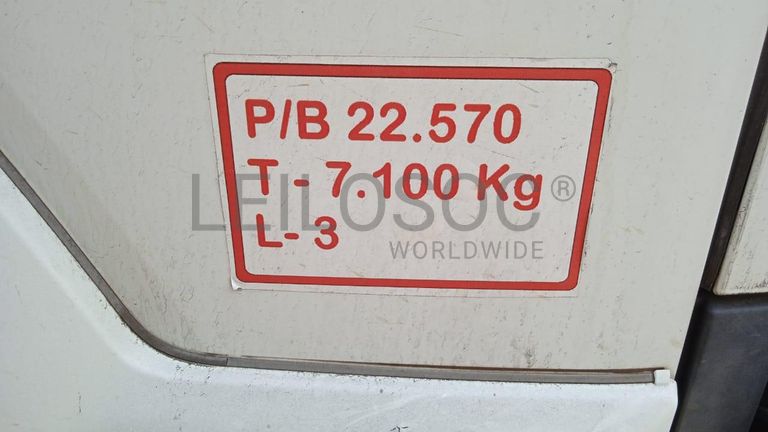 P/B 22.570
T - 7.100 Kg
L- 3
LEILOSOC®
WORLDWIDE